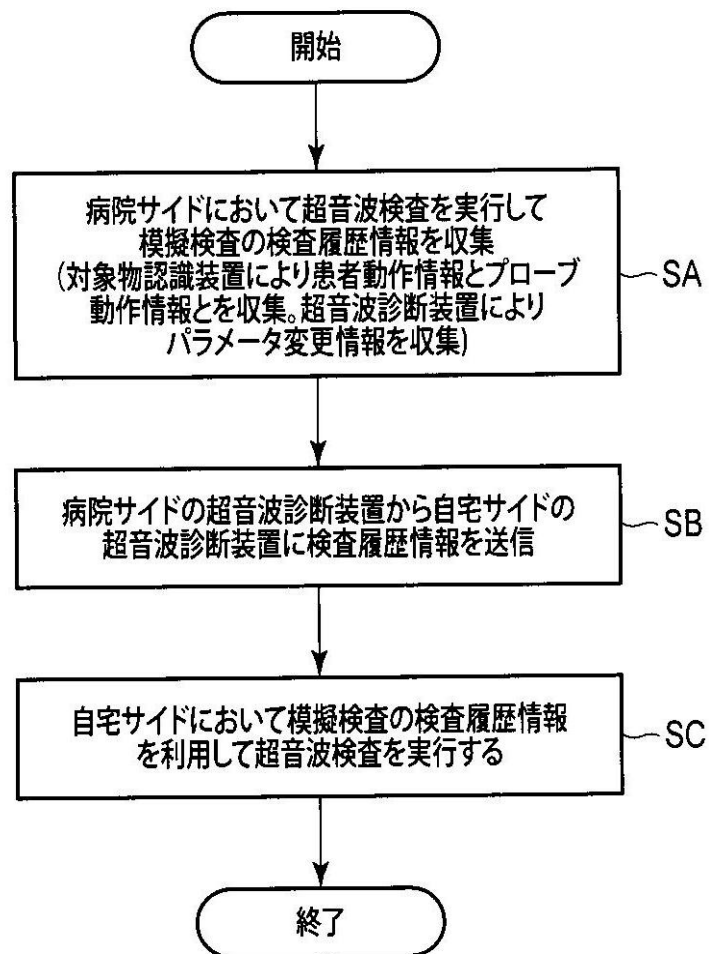 開始
病院サイドにおいて超音波検査を実行して
模擬検査の検査履歴情報を収集
(対象物認識装置により患者動作情報とプローブ
動作情報とを収集。超音波診断装置により
パラメータ変更情報を収集)
SA
病院サイドの超音波診断装置から自宅サイドの
超音波診断装置に検査履歴情報を送信
SB
自宅サイドにおいて模擬検査の検査履歴情報
を利用して超音波検査を実行する
SC
終了